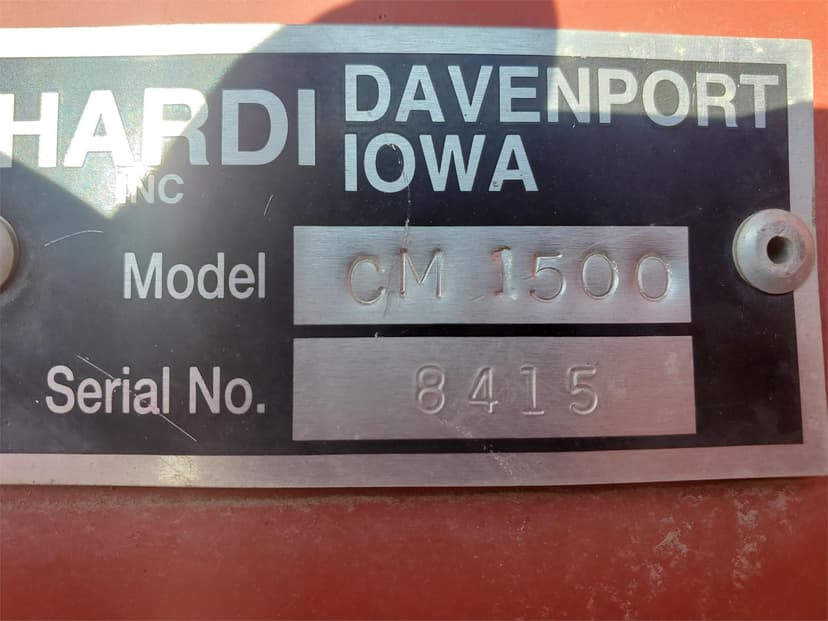 HARDI
INC
DAVENPORT
IOWA
Model CM 1500
Serial No. 8415